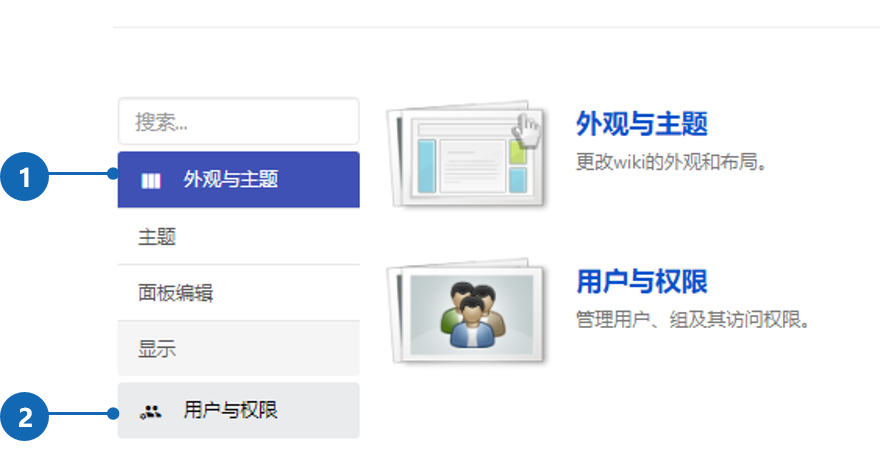 搜索...
1
外观与主题
主题
面板编辑
显示
2
用户与权限
外观与主题
更改wiki的外观和布局。
用户与权限
管理用户、组及其访问权限。